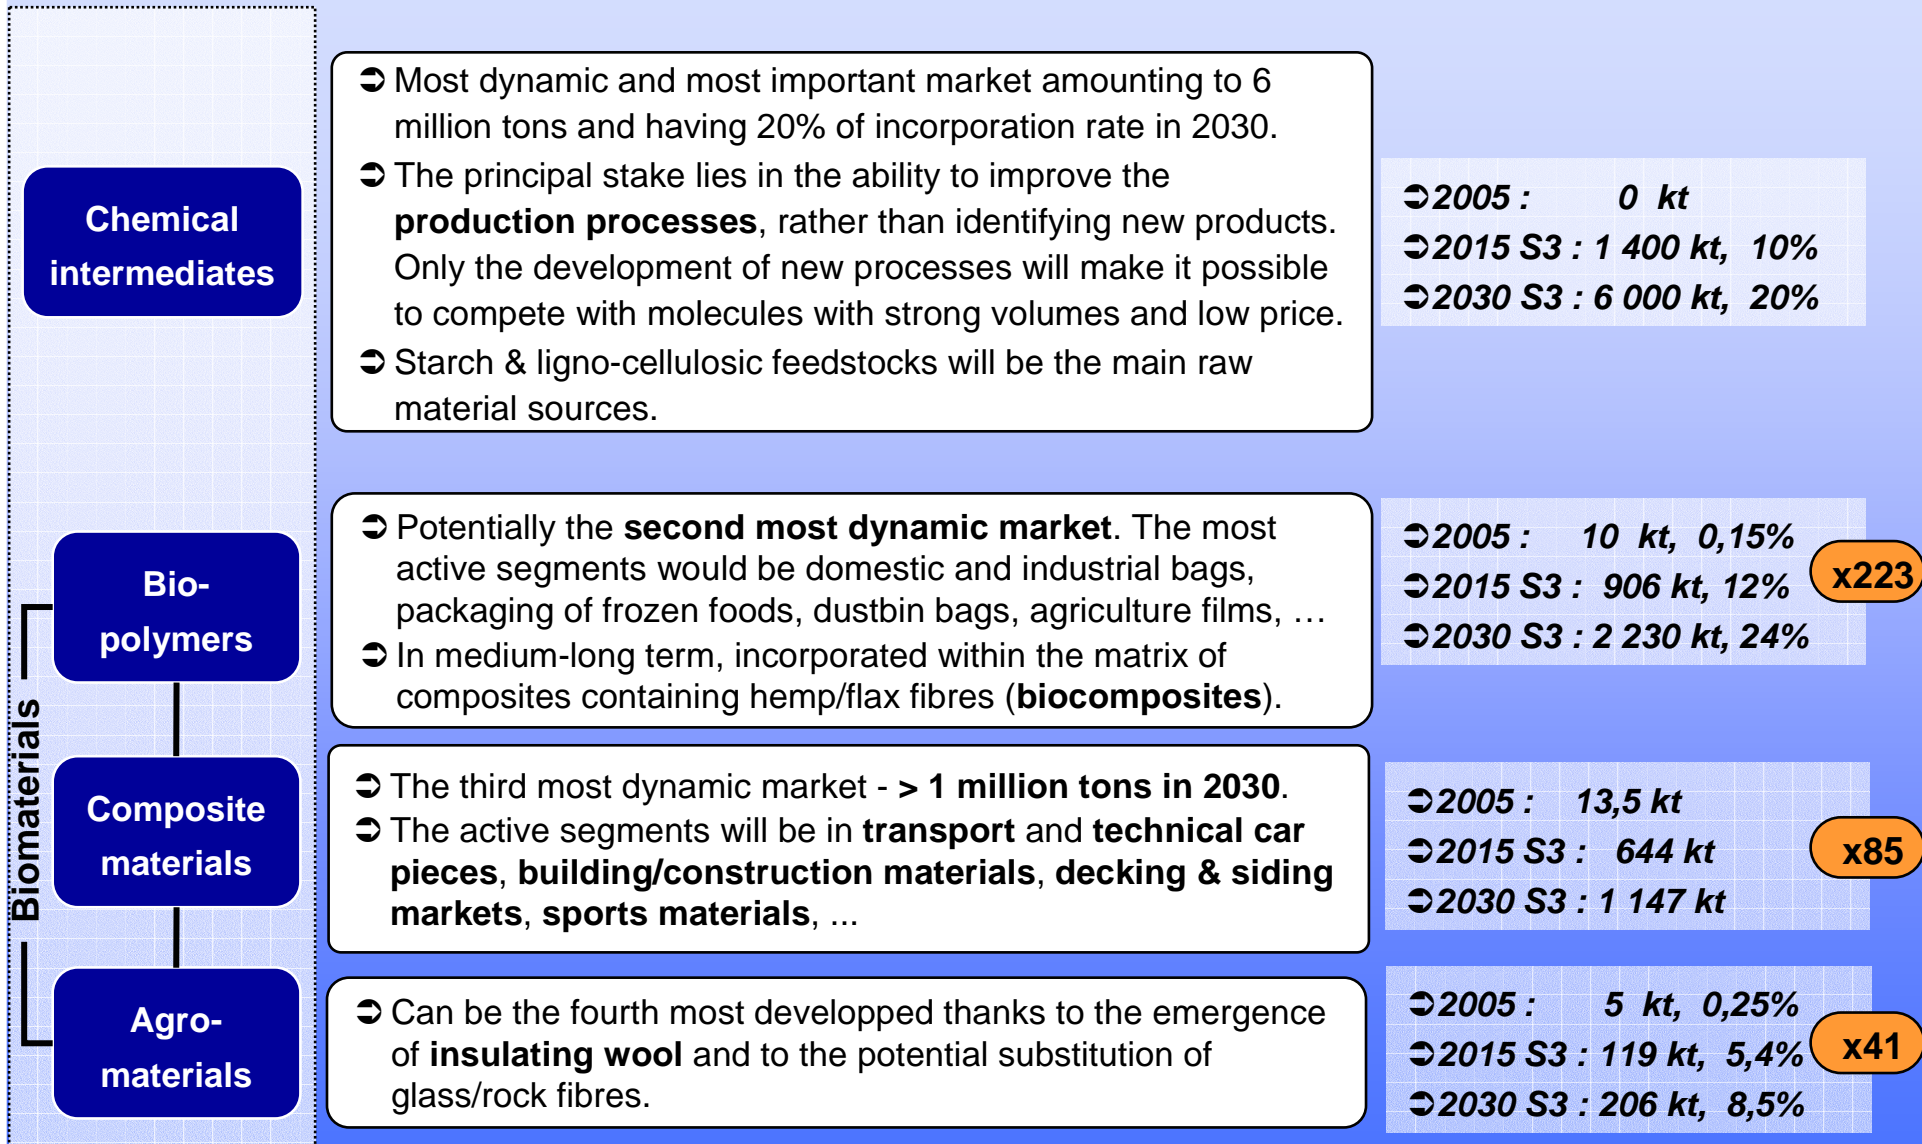 Chemical
intermediates
➲ Most dynamic and most important market amounting to 6
million tons and having 20% of incorporation rate in 2030.
➲ The principal stake lies in the ability to improve the
production processes, rather than identifying new products.
Only the development of new processes will make it possible
to compete with molecules with strong volumes and low price.
➲ Starch & ligno-cellulosic feedstocks will be the main raw
material sources.
➲ 2005 : 0 kt
➲ 2015 S3 : 1 400 kt, 10%
➲ 2030 S3 : 6 000 kt, 20%
Biomaterials
Bio-
polymers
➲ Potentially the second most dynamic market. The most
active segments would be domestic and industrial bags,
packaging of frozen foods, dustbin bags, agriculture films, …
➲ In medium-long term, incorporated within the matrix of
composites containing hemp/flax fibres (biocomposites).
➲ 2005 : 10 kt, 0,15%
➲ 2015 S3 : 906 kt, 12%
➲ 2030 S3 : 2 230 kt, 24%
x223
Composite
materials
➲ The third most dynamic market - > 1 million tons in 2030.
➲ The active segments will be in transport and technical car
pieces, building/construction materials, decking & siding
markets, sports materials, ...
➲ 2005 : 13,5 kt
➲ 2015 S3 : 644 kt
➲ 2030 S3 : 1 147 kt
x85
Agro-
materials
➲ Can be the fourth most developped thanks to the emergence
of insulating wool and to the potential substitution of
glass/rock fibres.
➲ 2005 : 5 kt, 0,25%
➲ 2015 S3 : 119 kt, 5,4%
➲ 2030 S3 : 206 kt, 8,5%
x41